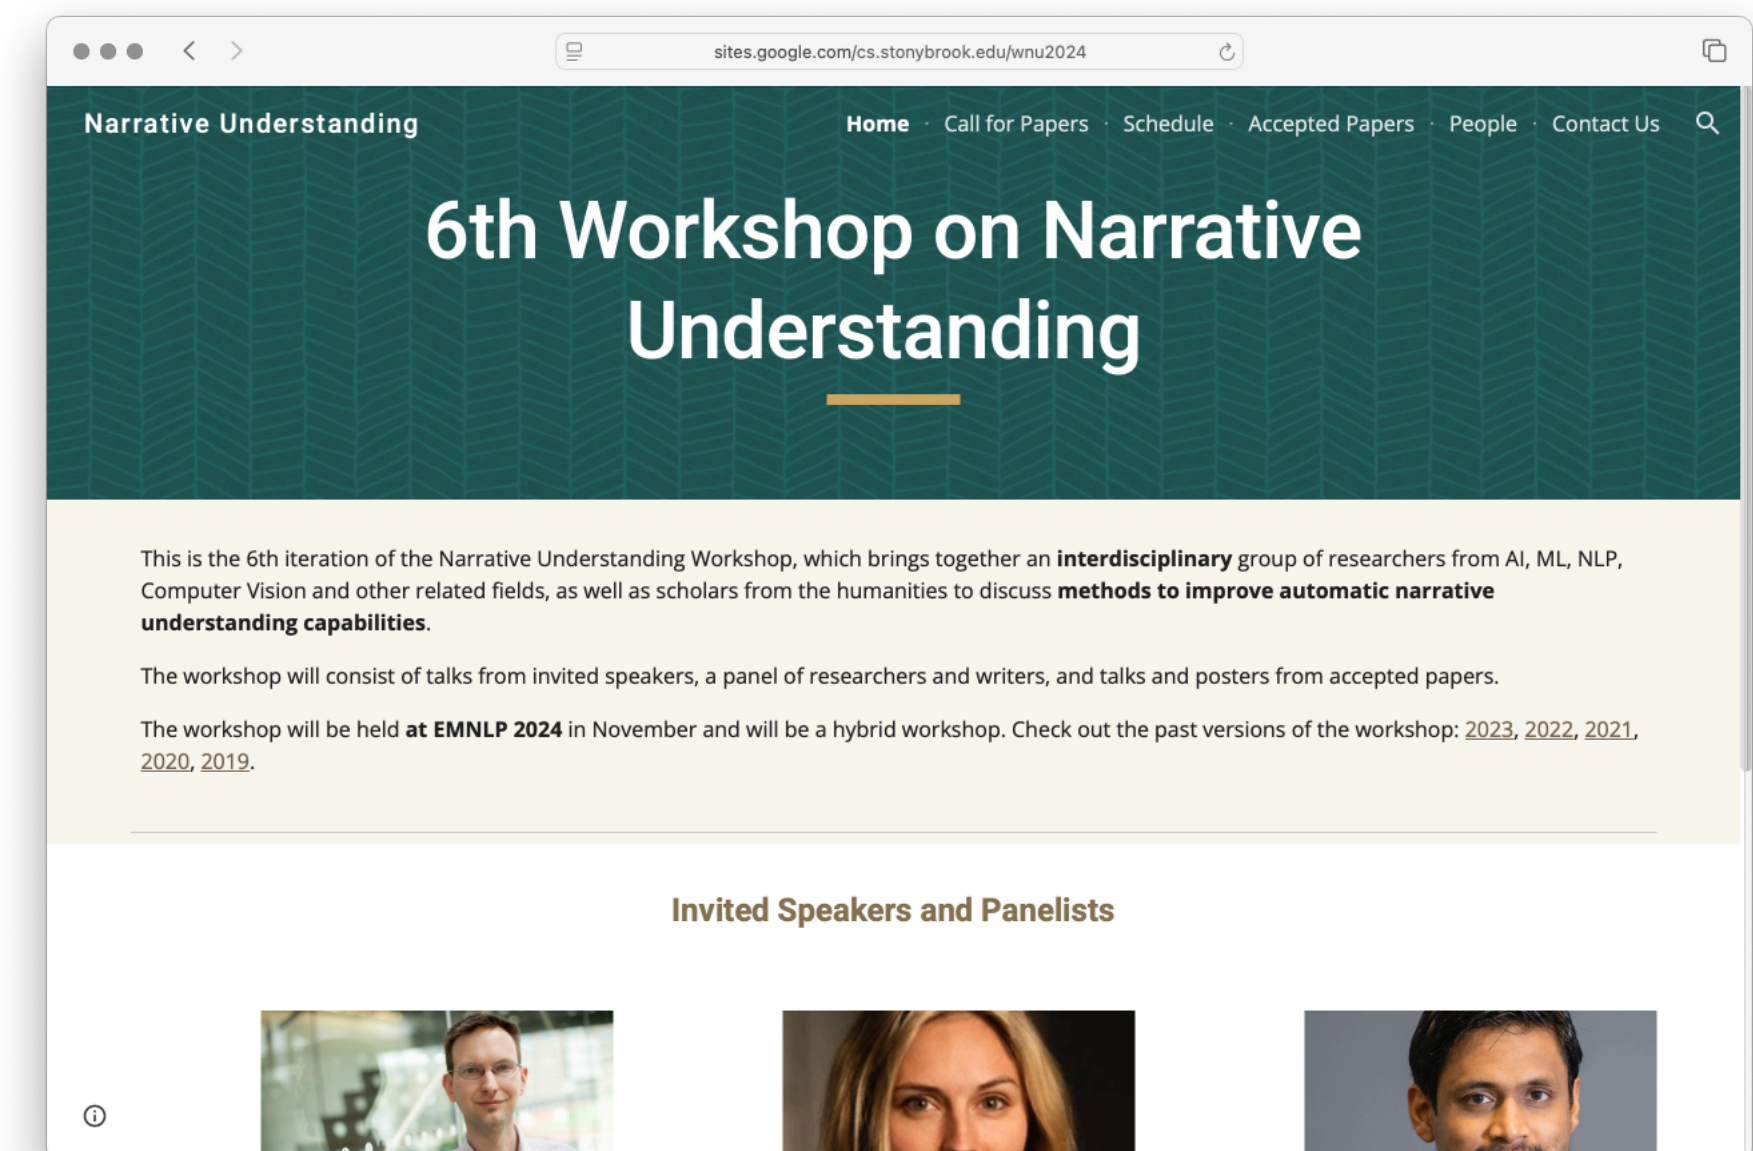 sites.google.com/cs.stonybrook.edu/wnu2024
Narrative Understanding
Home · Call for Papers · Schedule · Accepted Papers · People · Contact Us
6th Workshop on Narrative
Understanding
This is the 6th iteration of the Narrative Understanding Workshop, which brings together an interdisciplinary group of researchers from AI, ML, NLP,
Computer Vision and other related fields, as well as scholars from the humanities to discuss methods to improve automatic narrative
understanding capabilities.
The workshop will consist of talks from invited speakers, a panel of researchers and writers, and talks and posters from accepted papers.
The workshop will be held at EMNLP 2024 in November and will be a hybrid workshop. Check out the past versions of the workshop: 2023, 2022, 2021,
2020, 2019.
Invited Speakers and Panelists